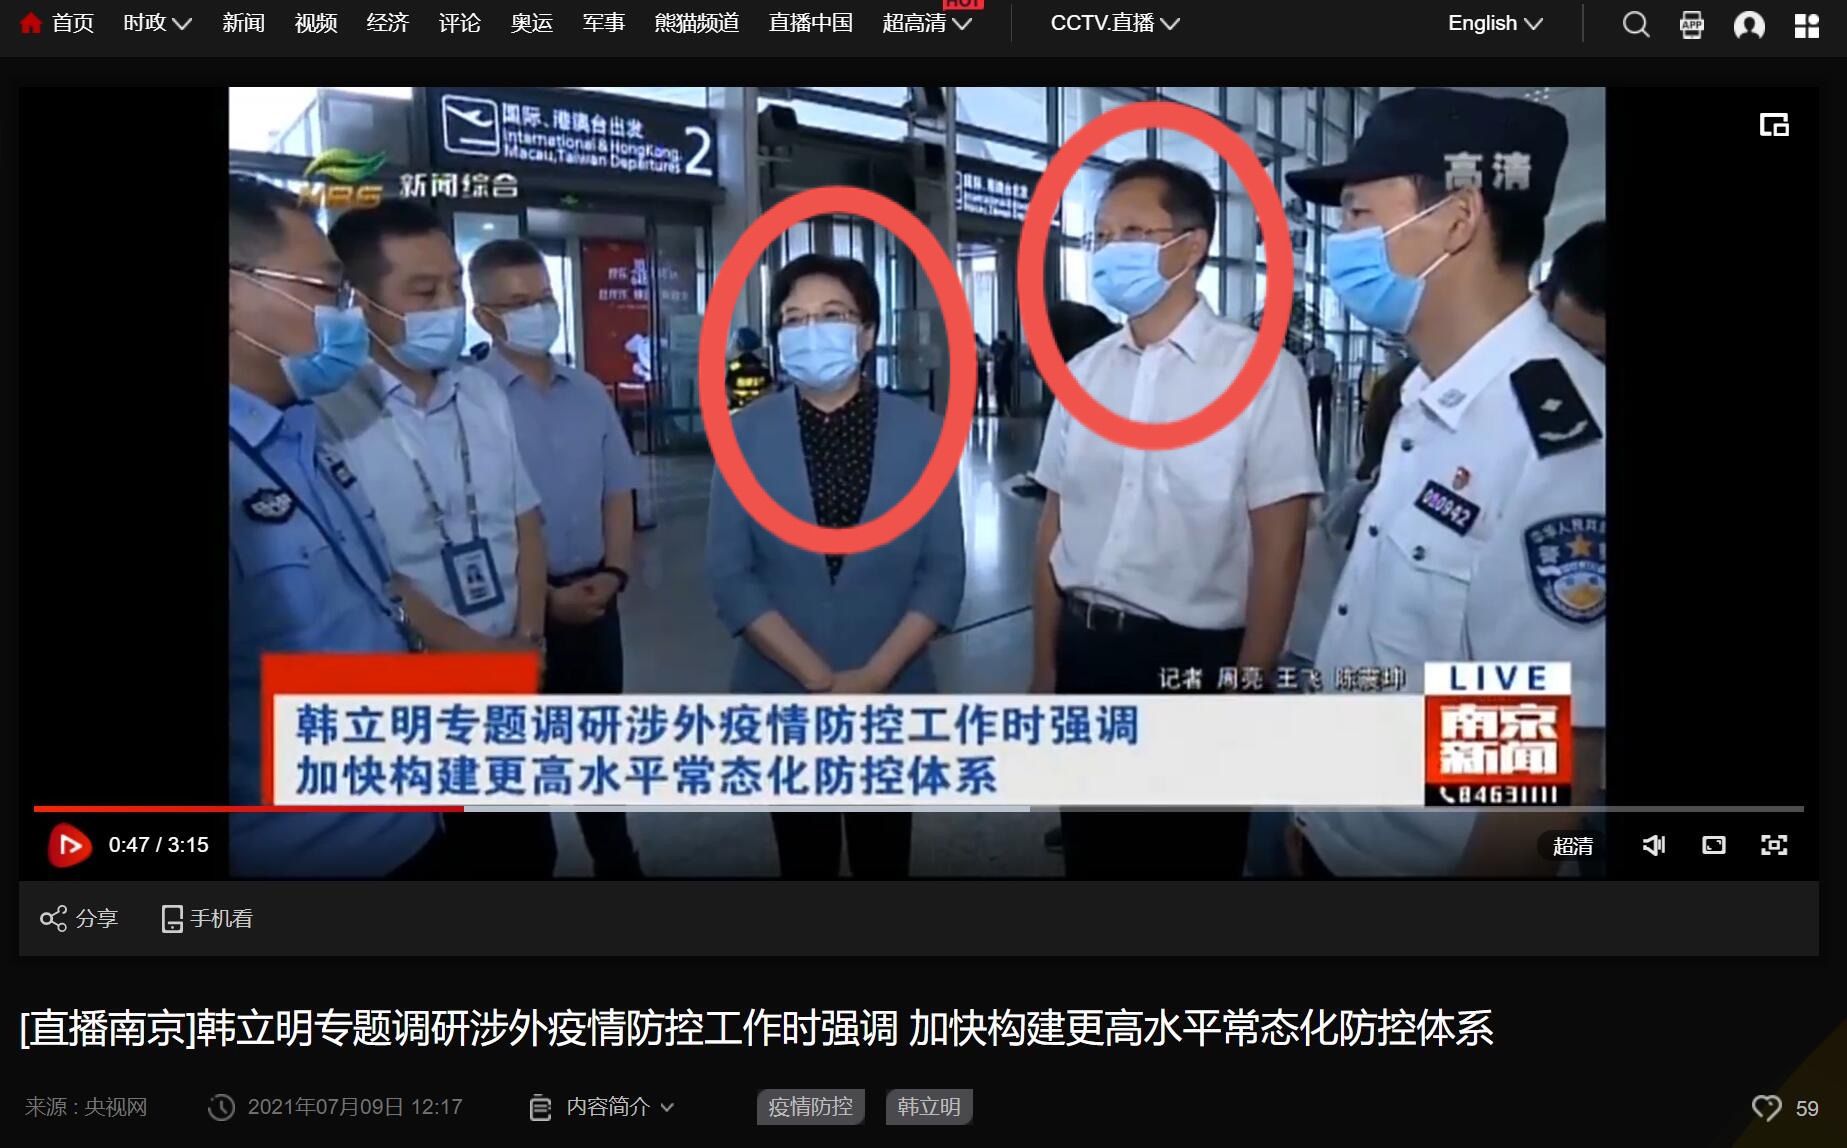 首页 时政 新闻 视频 经济 评论 奥运 军事 熊猫频道 直播中国 超高清 HOT CCTV.直播 English APP
国际、港澳台出发
International & HongKong,
Macau,Taiwan Departures 2
NBS 新闻综合
高清
090942
记者 周亮 王飞 陈震坤
LIVE
韩立明专题调研涉外疫情防控工作时强调
加快构建更高水平常态化防控体系
南京
新闻
84631111
0:47 / 3:15 超清
分享 手机看
[直播南京]韩立明专题调研涉外疫情防控工作时强调 加快构建更高水平常态化防控体系
来源 : 央视网 2021年07月09日 12:17 内容简介 疫情防控 韩立明 59